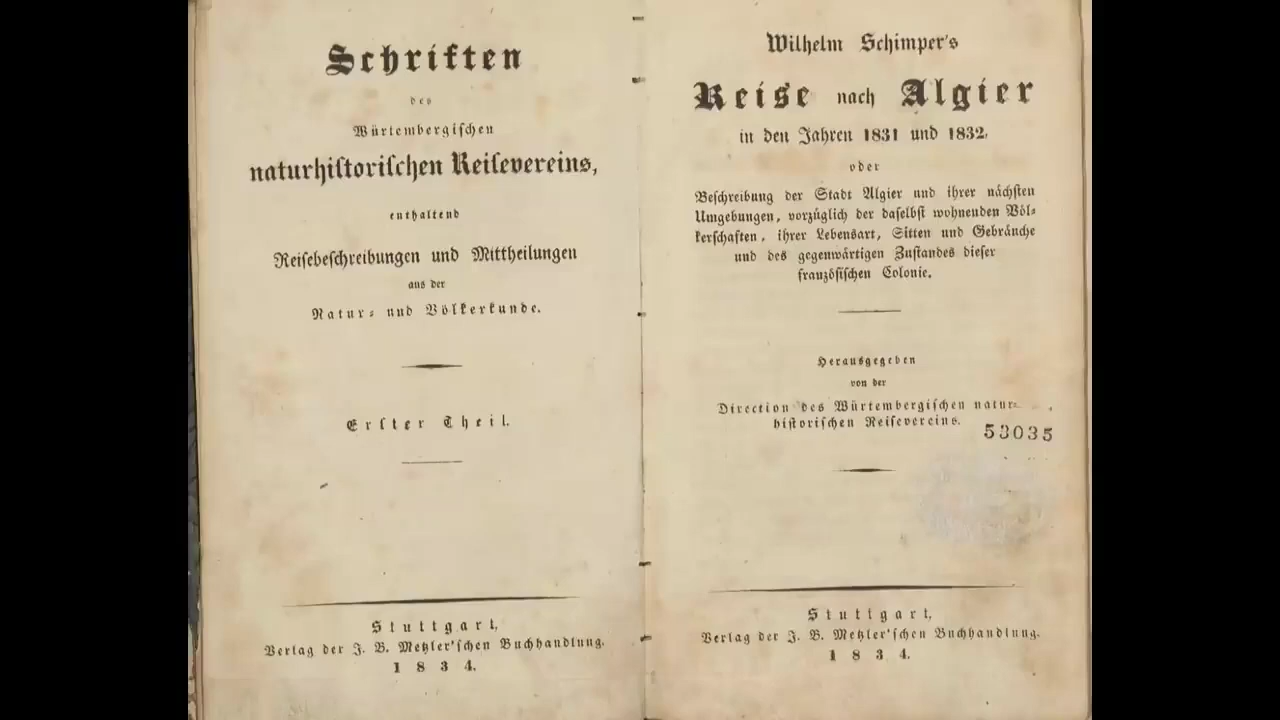 Schriften
des
Würtembergischen
naturhistorischen Reisevereins,
enthaltend
Reisebeschreibungen und Mittheilungen
aus der
Natur- und Völkerkunde.
Erster Theil.
Stuttgart,
Verlag der J. B. Metzler'schen Buchhandlung.
1834.
Wilhelm Schimper's
Reise nach Algier
in den Jahren 1831 und 1832.
oder
Beschreibung der Stadt Algier und ihrer nächsten
Umgebungen, vorzüglich der daselbst wohnenden Völ-
kerschaften, ihrer Lebensart, Sitten und Gebräuche
und des gegenwärtigen Zustandes dieser
französischen Colonie.
Herausgegeben
von der
Direction des Würtembergischen natur-
historischen Reisevereins.
53035
Stuttgart,
Verlag der J. B. Metzler'schen Buchhandlung.
1834.